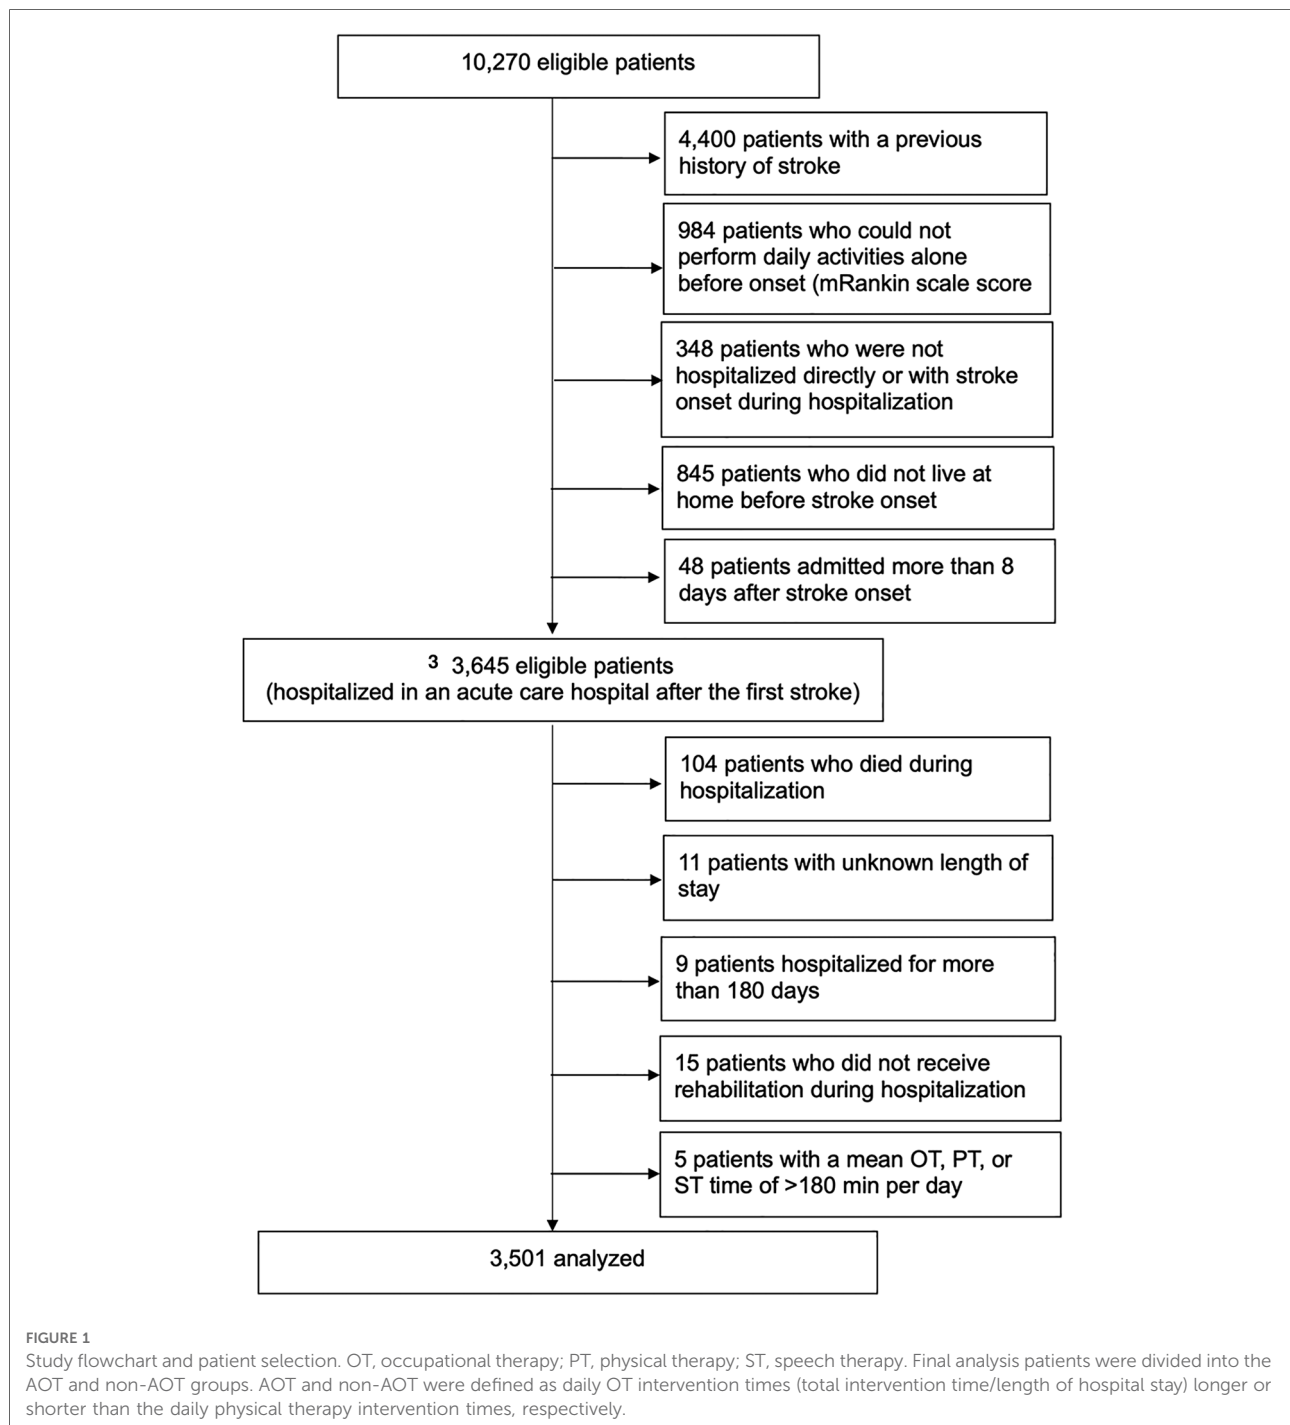 10,270 eligible patients
4,400 patients with a previous
history of stroke
984 patients who could not
perform daily activities alone
before onset (mRankin scale score
348 patients who were not
hospitalized directly or with stroke
onset during hospitalization
845 patients who did not live at
home before stroke onset
48 patients admitted more than 8
days after stroke onset
3 3,645 eligible patients
(hospitalized in an acute care hospital after the first stroke)
104 patients who died during
hospitalization
11 patients with unknown length of
stay
9 patients hospitalized for more
than 180 days
15 patients who did not receive
rehabilitation during hospitalization
5 patients with a mean OT, PT, or
ST time of >180 min per day
3,501 analyzed
FIGURE 1
Study flowchart and patient selection. OT, occupational therapy; PT, physical therapy; ST, speech therapy. Final analysis patients were divided into the
AOT and non-AOT groups. AOT and non-AOT were defined as daily OT intervention times (total intervention time/length of hospital stay) longer or
shorter than the daily physical therapy intervention times, respectively.